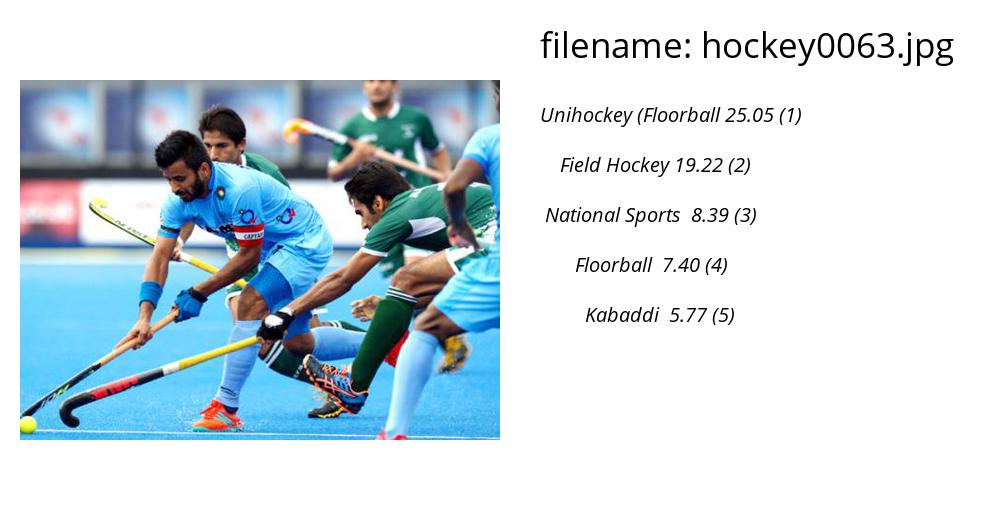 filename: hockey0063.jpg
Unihockey (Floorball 25.05 (1)
Field Hockey 19.22 (2)
National Sports 8.39 (3)
Floorball 7.40 (4)
Kabaddi 5.77 (5)
CAPTAIN